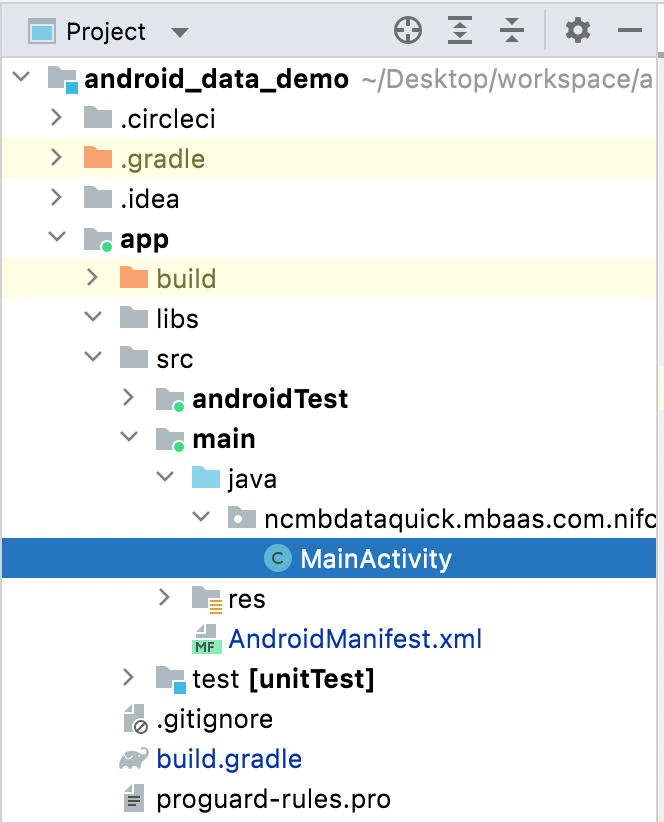 Project
android_data_demo ~/Desktop/workspace/a
.circleci
.gradle
.idea
app
build
libs
src
androidTest
main
java
ncmbdataquick.mbaas.com.nifc
C MainActivity
res
MF AndroidManifest.xml
test [unitTest]
.gitignore
build.gradle
proguard-rules.pro